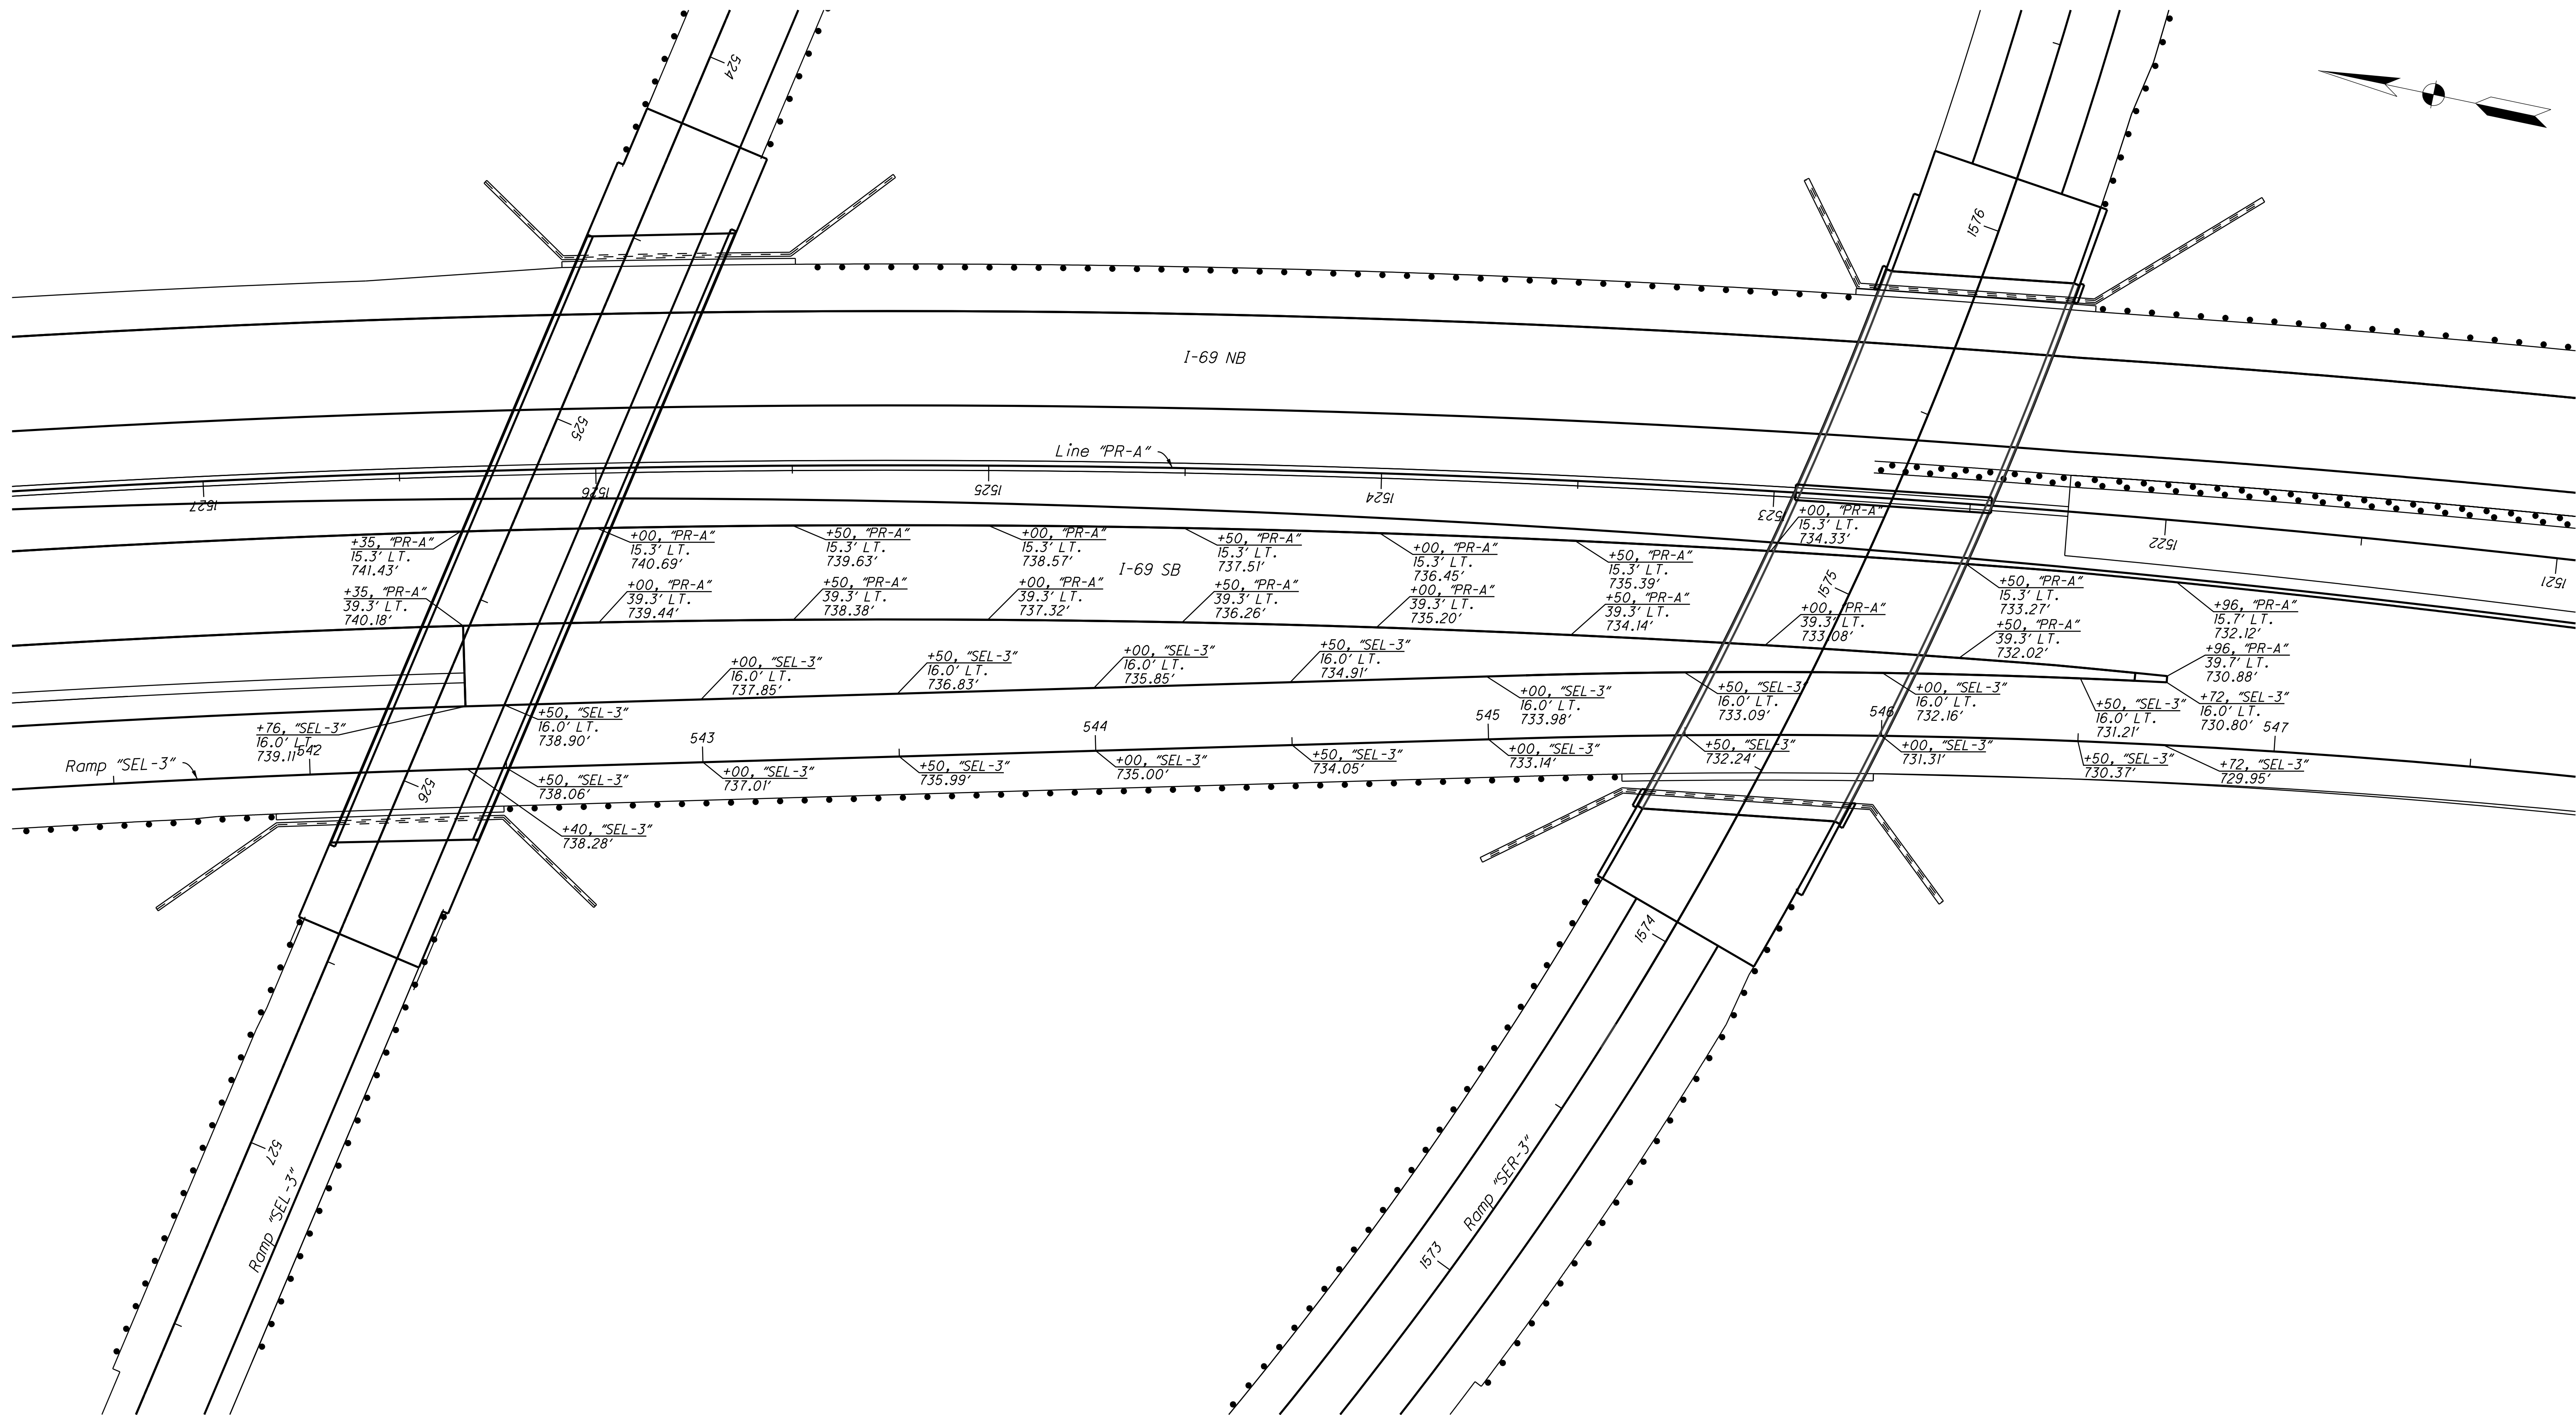 524
1576
I-69 NB
525
Line "PR-A"
1527
1526
1525
1524
1523
1522
1521
+35, "PR-A"
15.3' LT.
741.43'
+00, "PR-A"
15.3' LT.
740.69'
+50, "PR-A"
15.3' LT.
739.63'
+00, "PR-A"
15.3' LT.
738.57'
+50, "PR-A"
15.3' LT.
737.51'
+00, "PR-A"
15.3' LT.
736.45'
+50, "PR-A"
15.3' LT.
735.39'
+00, "PR-A"
15.3' LT.
734.33'
+50, "PR-A"
15.3' LT.
733.27'
+96, "PR-A"
15.7' LT.
732.12'
I-69 SB
1575
+35, "PR-A"
39.3' LT.
740.18'
+00, "PR-A"
39.3' LT.
739.44'
+50, "PR-A"
39.3' LT.
738.38'
+00, "PR-A"
39.3' LT.
737.32'
+50, "PR-A"
39.3' LT.
736.26'
+00, "PR-A"
39.3' LT.
735.20'
+50, "PR-A"
39.3' LT.
734.14'
+00, "PR-A"
39.3' LT.
733.08'
+50, "PR-A"
39.3' LT.
732.02'
+96, "PR-A"
39.7' LT.
730.88'
+76, "SEL-3"
16.0' LT.
739.11'
+50, "SEL-3"
16.0' LT.
738.90'
+00, "SEL-3"
16.0' LT.
737.85'
+50, "SEL-3"
16.0' LT.
736.83'
+00, "SEL-3"
16.0' LT.
735.85'
+50, "SEL-3"
16.0' LT.
734.91'
+00, "SEL-3"
16.0' LT.
733.98'
+50, "SEL-3"
16.0' LT.
733.09'
+00, "SEL-3"
16.0' LT.
732.16'
+50, "SEL-3"
16.0' LT.
731.21'
+72, "SEL-3"
16.0' LT.
730.80'
542
543
544
545
546
547
Ramp "SEL-3"
526
+40, "SEL-3"
738.28'
+50, "SEL-3"
738.06'
+00, "SEL-3"
737.01'
+50, "SEL-3"
735.99'
+00, "SEL-3"
735.00'
+50, "SEL-3"
734.05'
+00, "SEL-3"
733.14'
+50, "SEL-3"
732.24'
+00, "SEL-3"
731.31'
+50, "SEL-3"
730.37'
+72, "SEL-3"
729.95'
1574
527
Ramp "SEL-3"
Ramp "SER-3"
1573